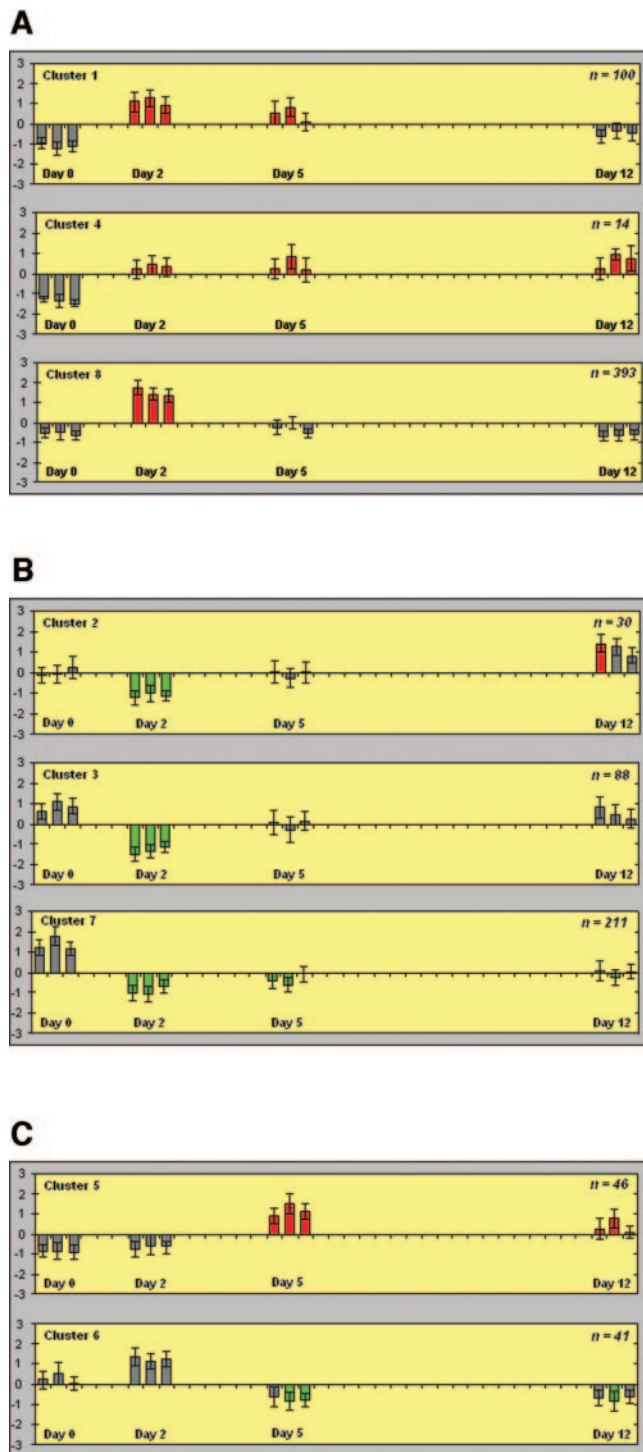 A
3
2
1
0
-1
-2
-3
Cluster 1
n = 100
Day 0 Day 2 Day 5 Day 12
3
2
1
0
-1
-2
-3
Cluster 4
n = 14
Day 0 Day 2 Day 5 Day 12
3
2
1
0
-1
-2
-3
Cluster 8
n = 393
Day 0 Day 2 Day 5 Day 12
B
3
2
1
0
-1
-2
-3
Cluster 2
n = 30
Day 0 Day 2 Day 5 Day 12
3
2
1
0
-1
-2
-3
Cluster 3
n = 88
Day 0 Day 2 Day 5 Day 12
3
2
1
0
-1
-2
-3
Cluster 7
n = 211
Day 0 Day 2 Day 5 Day 12
C
3
2
1
0
-1
-2
-3
Cluster 5
n = 46
Day 0 Day 2 Day 5 Day 12
3
2
1
0
-1
-2
-3
Cluster 6
n = 41
Day 0 Day 2 Day 5 Day 12